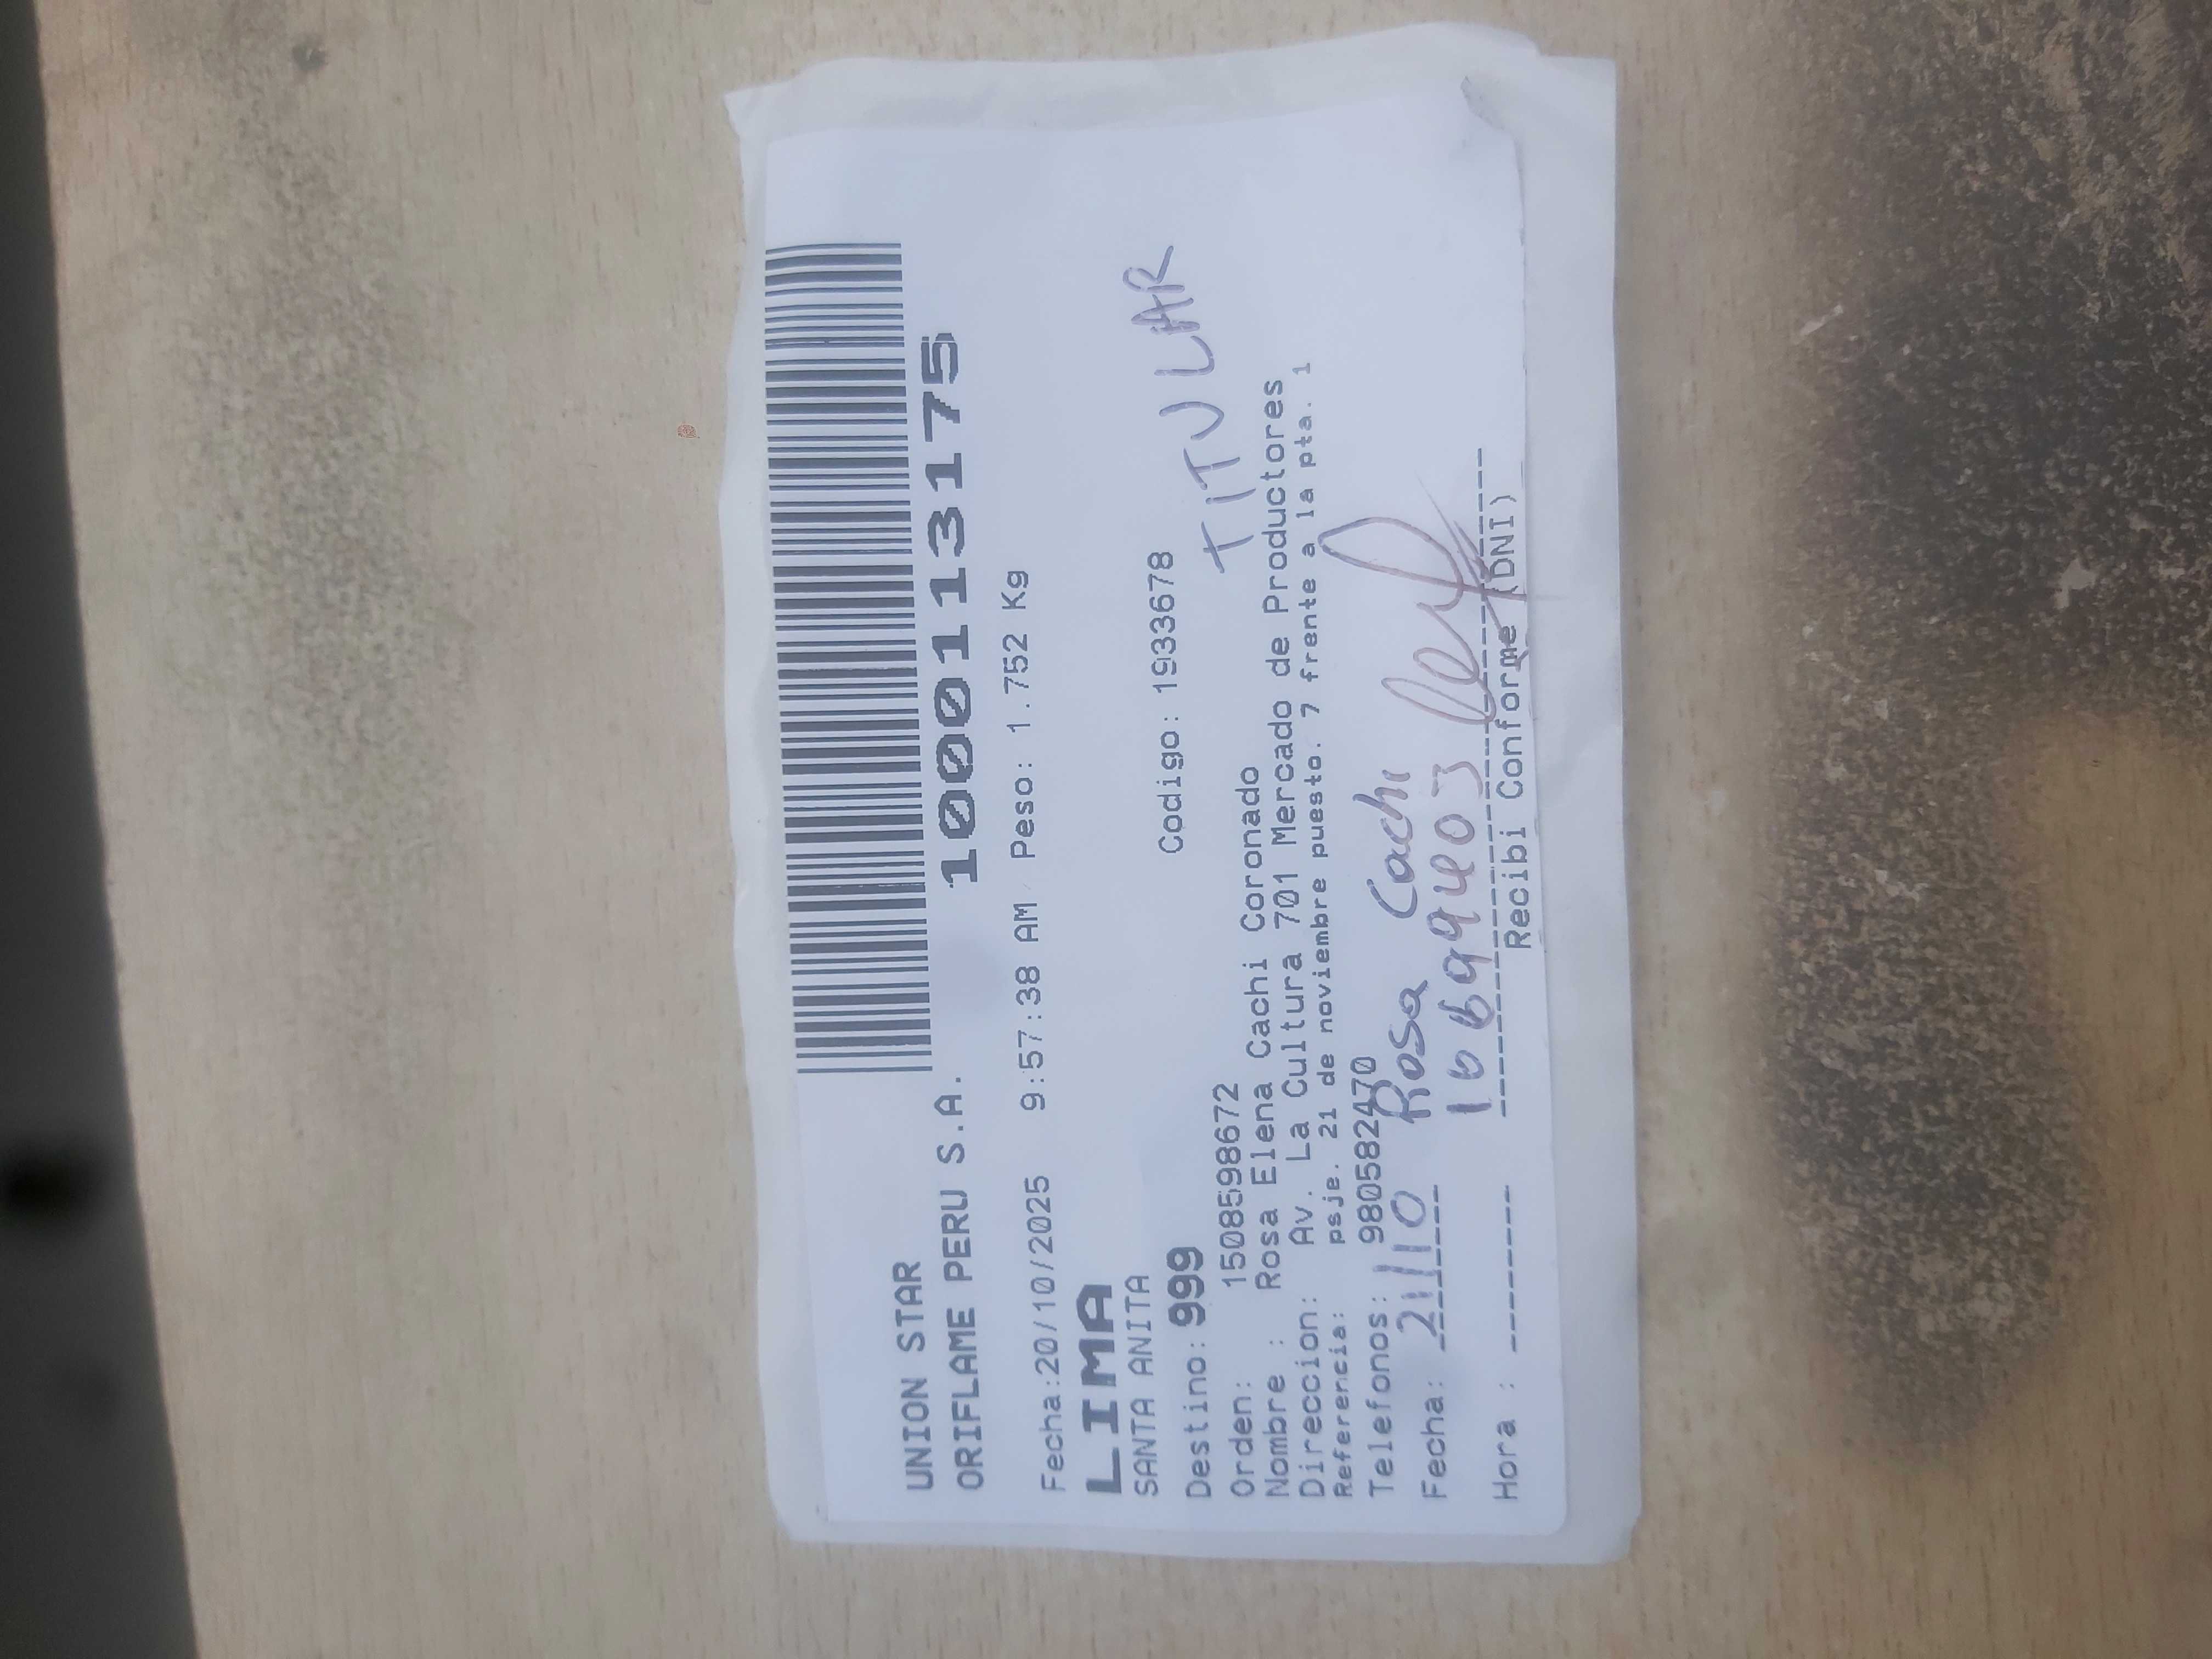 UNION STAR
ORIFLAME PERU S.A.
10001131 75
Fecha:20/10/2025 9:57:38 AM Peso: 1.752 Kg
LIMA
SANTA ANITA
Codigo: 1933678
Destino: 999
TITULAR
Orden: 1508598672
Nombre : Rosa Elena Cachi Coronado
Direccion: Av. La Cultura 701 Mercado de Productores
Referencia: psje. 21 de noviembre puesto. 7 frente a la pta. 1
Telefonos: 980582470
Fecha: 21/10 Rosa Cachi
Hora :
Recibi Conforme (DNI)